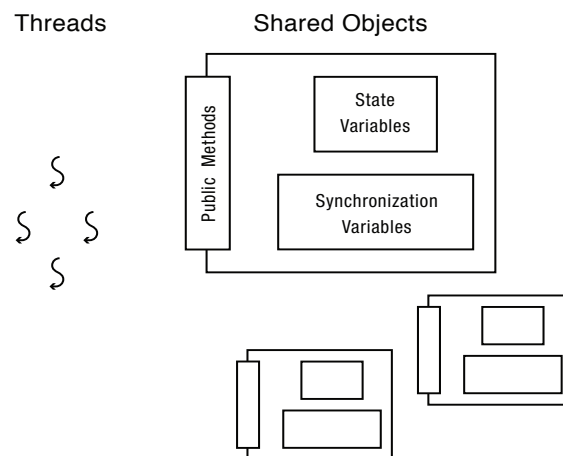 Threads
Shared Objects
Public Methods
State
Variables
Synchronization
Variables